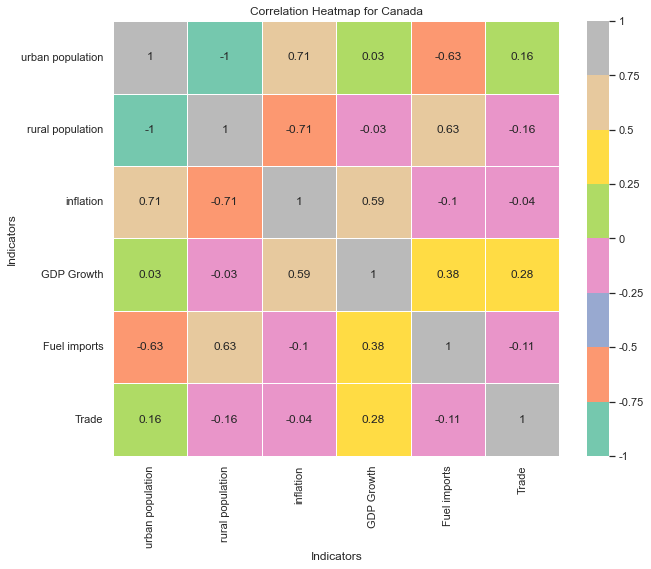 Correlation Heatmap for Canada
urban population 1 -1 0.71 0.03 -0.63 0.16
rural population -1 1 -0.71 -0.03 0.63 -0.16
inflation 0.71 -0.71 1 0.59 -0.1 -0.04
GDP Growth 0.03 -0.03 0.59 1 0.38 0.28
Fuel imports -0.63 0.63 -0.1 0.38 1 -0.11
Trade 0.16 -0.16 -0.04 0.28 -0.11 1
Indicators
urban population
rural population
inflation
GDP Growth
Fuel imports
Trade
Indicators
1
0.75
0.5
0.25
0
-0.25
-0.5
-0.75
-1